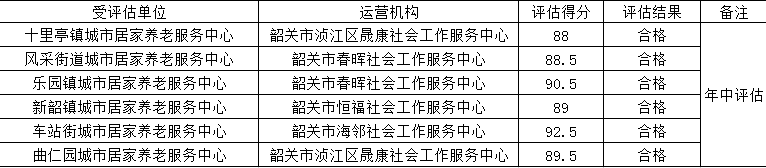 受评估单位 运营机构 评估得分 评估结果 备注
十里亭镇城市居家养老服务中心 韶关市浈江区晟康社会工作服务中心 88 合格
风采街道城市居家养老服务中心 韶关市春晖社会工作服务中心 88.5 合格
乐园镇城市居家养老服务中心 韶关市春晖社会工作服务中心 90.5 合格
年中评估
新韶镇城市居家养老服务中心 韶关市恒福社会工作服务中心 89 合格
车站街城市居家养老服务中心 韶关市海邻社会工作服务中心 92.5 合格
曲仁园城市居家养老服务中心 韶关市浈江区晟康社会工作服务中心 89.5 合格